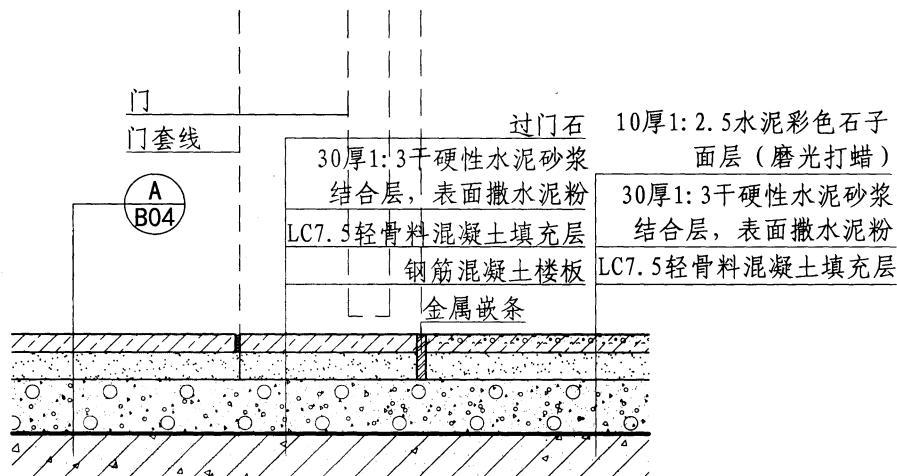 门
门套线
A
B04
过门石
30厚1:3干硬性水泥砂浆
结合层，表面撒水泥粉
LC7.5轻骨料混凝土填充层
钢筋混凝土楼板
金属嵌条
10厚1:2.5水泥彩色石子
面层（磨光打蜡）
30厚1:3干硬性水泥砂浆
结合层，表面撒水泥粉
LC7.5轻骨料混凝土填充层